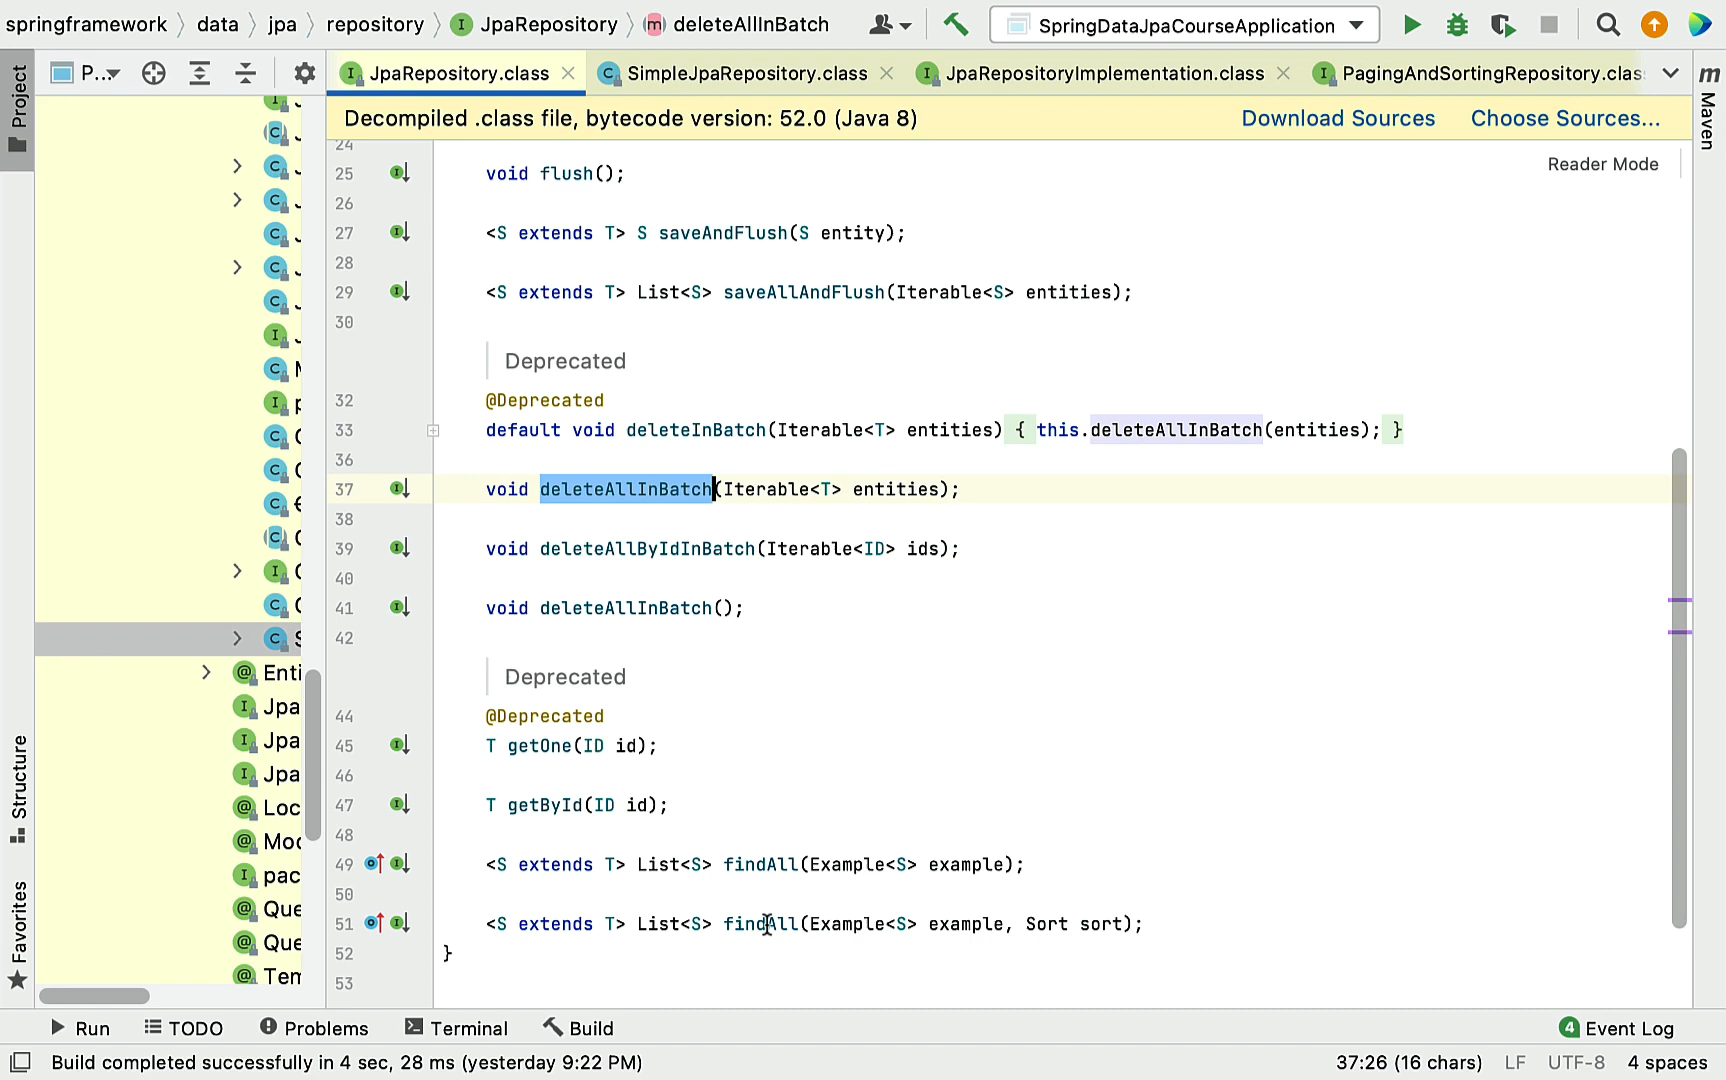 springframework data jpa repository JpaRepository deleteAllInBatch SpringDataJpaCourseApplication
Project P... JpaRepository.class SimpleJpaRepository.class JpaRepositoryImplementation.class PagingAndSortingRepository.clas
Decompiled .class file, bytecode version: 52.0 (Java 8) Download Sources Choose Sources...
Maven
Reader Mode
24
25 void flush();
26
27 <S extends T> S saveAndFlush(S entity);
28
29 <S extends T> List<S> saveAllAndFlush(Iterable<S> entities);
30
Deprecated
32 @Deprecated
33 default void deleteInBatch(Iterable<T> entities) { this.deleteAllInBatch(entities); }
36
37 void deleteAllInBatch(Iterable<T> entities);
38
39 void deleteAllByIdInBatch(Iterable<ID> ids);
40
41 void deleteAllInBatch();
42
Deprecated
44 @Deprecated
45 T getOne(ID id);
46
47 T getById(ID id);
48
49 <S extends T> List<S> findAll(Example<S> example);
50
51 <S extends T> List<S> findAll(Example<S> example, Sort sort);
52 }
53
Enti
Jpa
Jpa
Jpa
Loc
Moc
pac
Que
Que
Tem
Structure
Favorites
Run TODO Problems Terminal Build 4 Event Log
Build completed successfully in 4 sec, 28 ms (yesterday 9:22 PM) 37:26 (16 chars) LF UTF-8 4 spaces